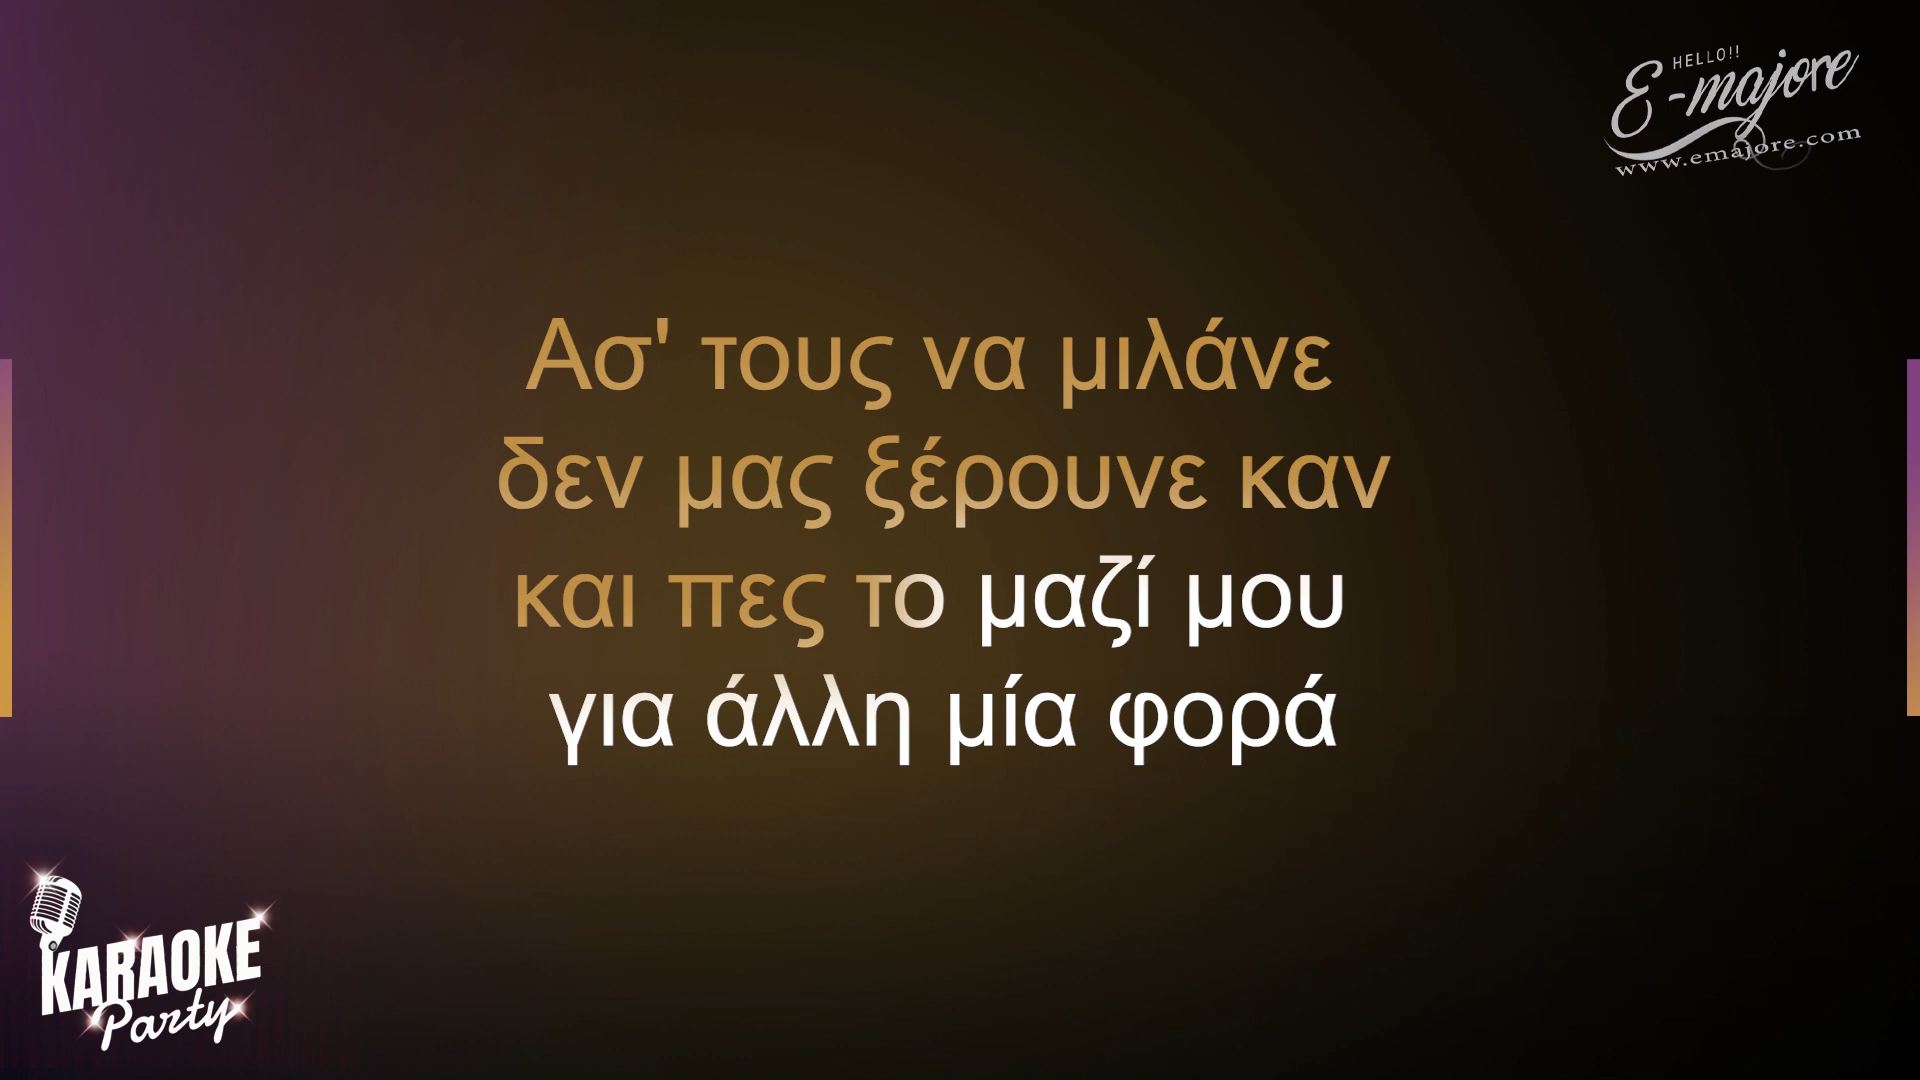 HELLO!!
E-majore
www.emajore.com
Ασ' τους να μιλάνε
δεν μας ξέρουνε καν
και πες το μαζί μου
για άλλη μία φορά
KARAOKE
Party